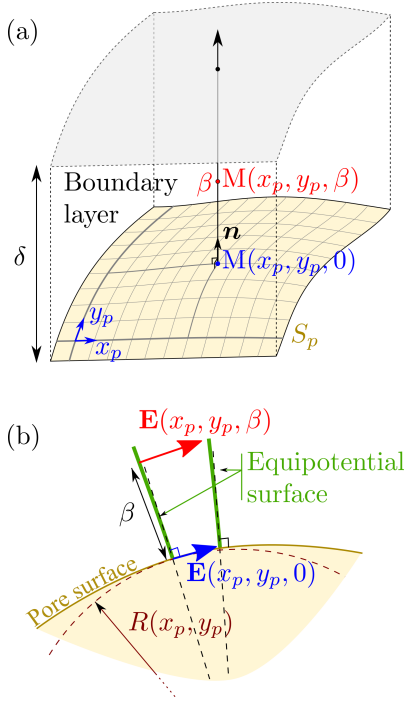 (a)
β M(x_p, y_p, β)
Boundary
layer
n
δ
M(x_p, y_p, 0)
y_p
x_p
S_p
(b)
E(x_p, y_p, β)
Equipotential
surface
β
E(x_p, y_p, 0)
Pore surface
R(x_p, y_p)